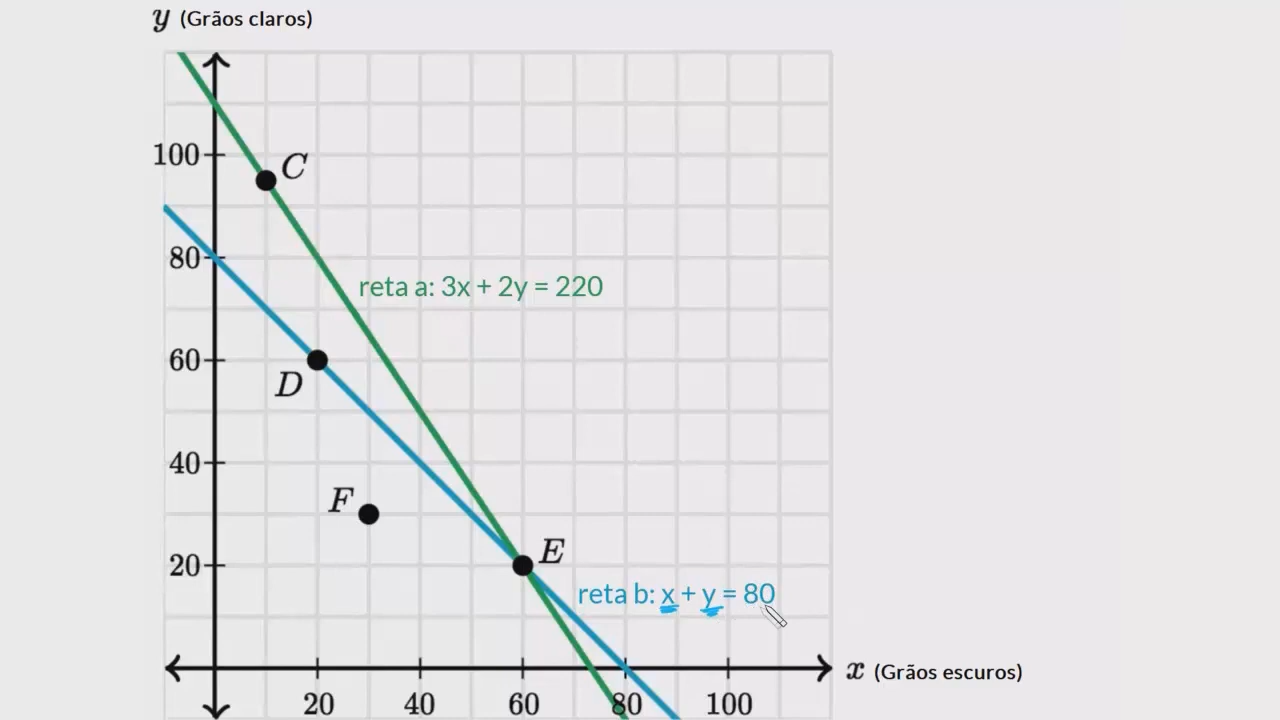 y (Grãos claros)
100
C
80
reta a: 3x + 2y = 220
60
D
40
F
E
20
reta b: x + y = 80
x (Grãos escuros)
20 40 60 80 100